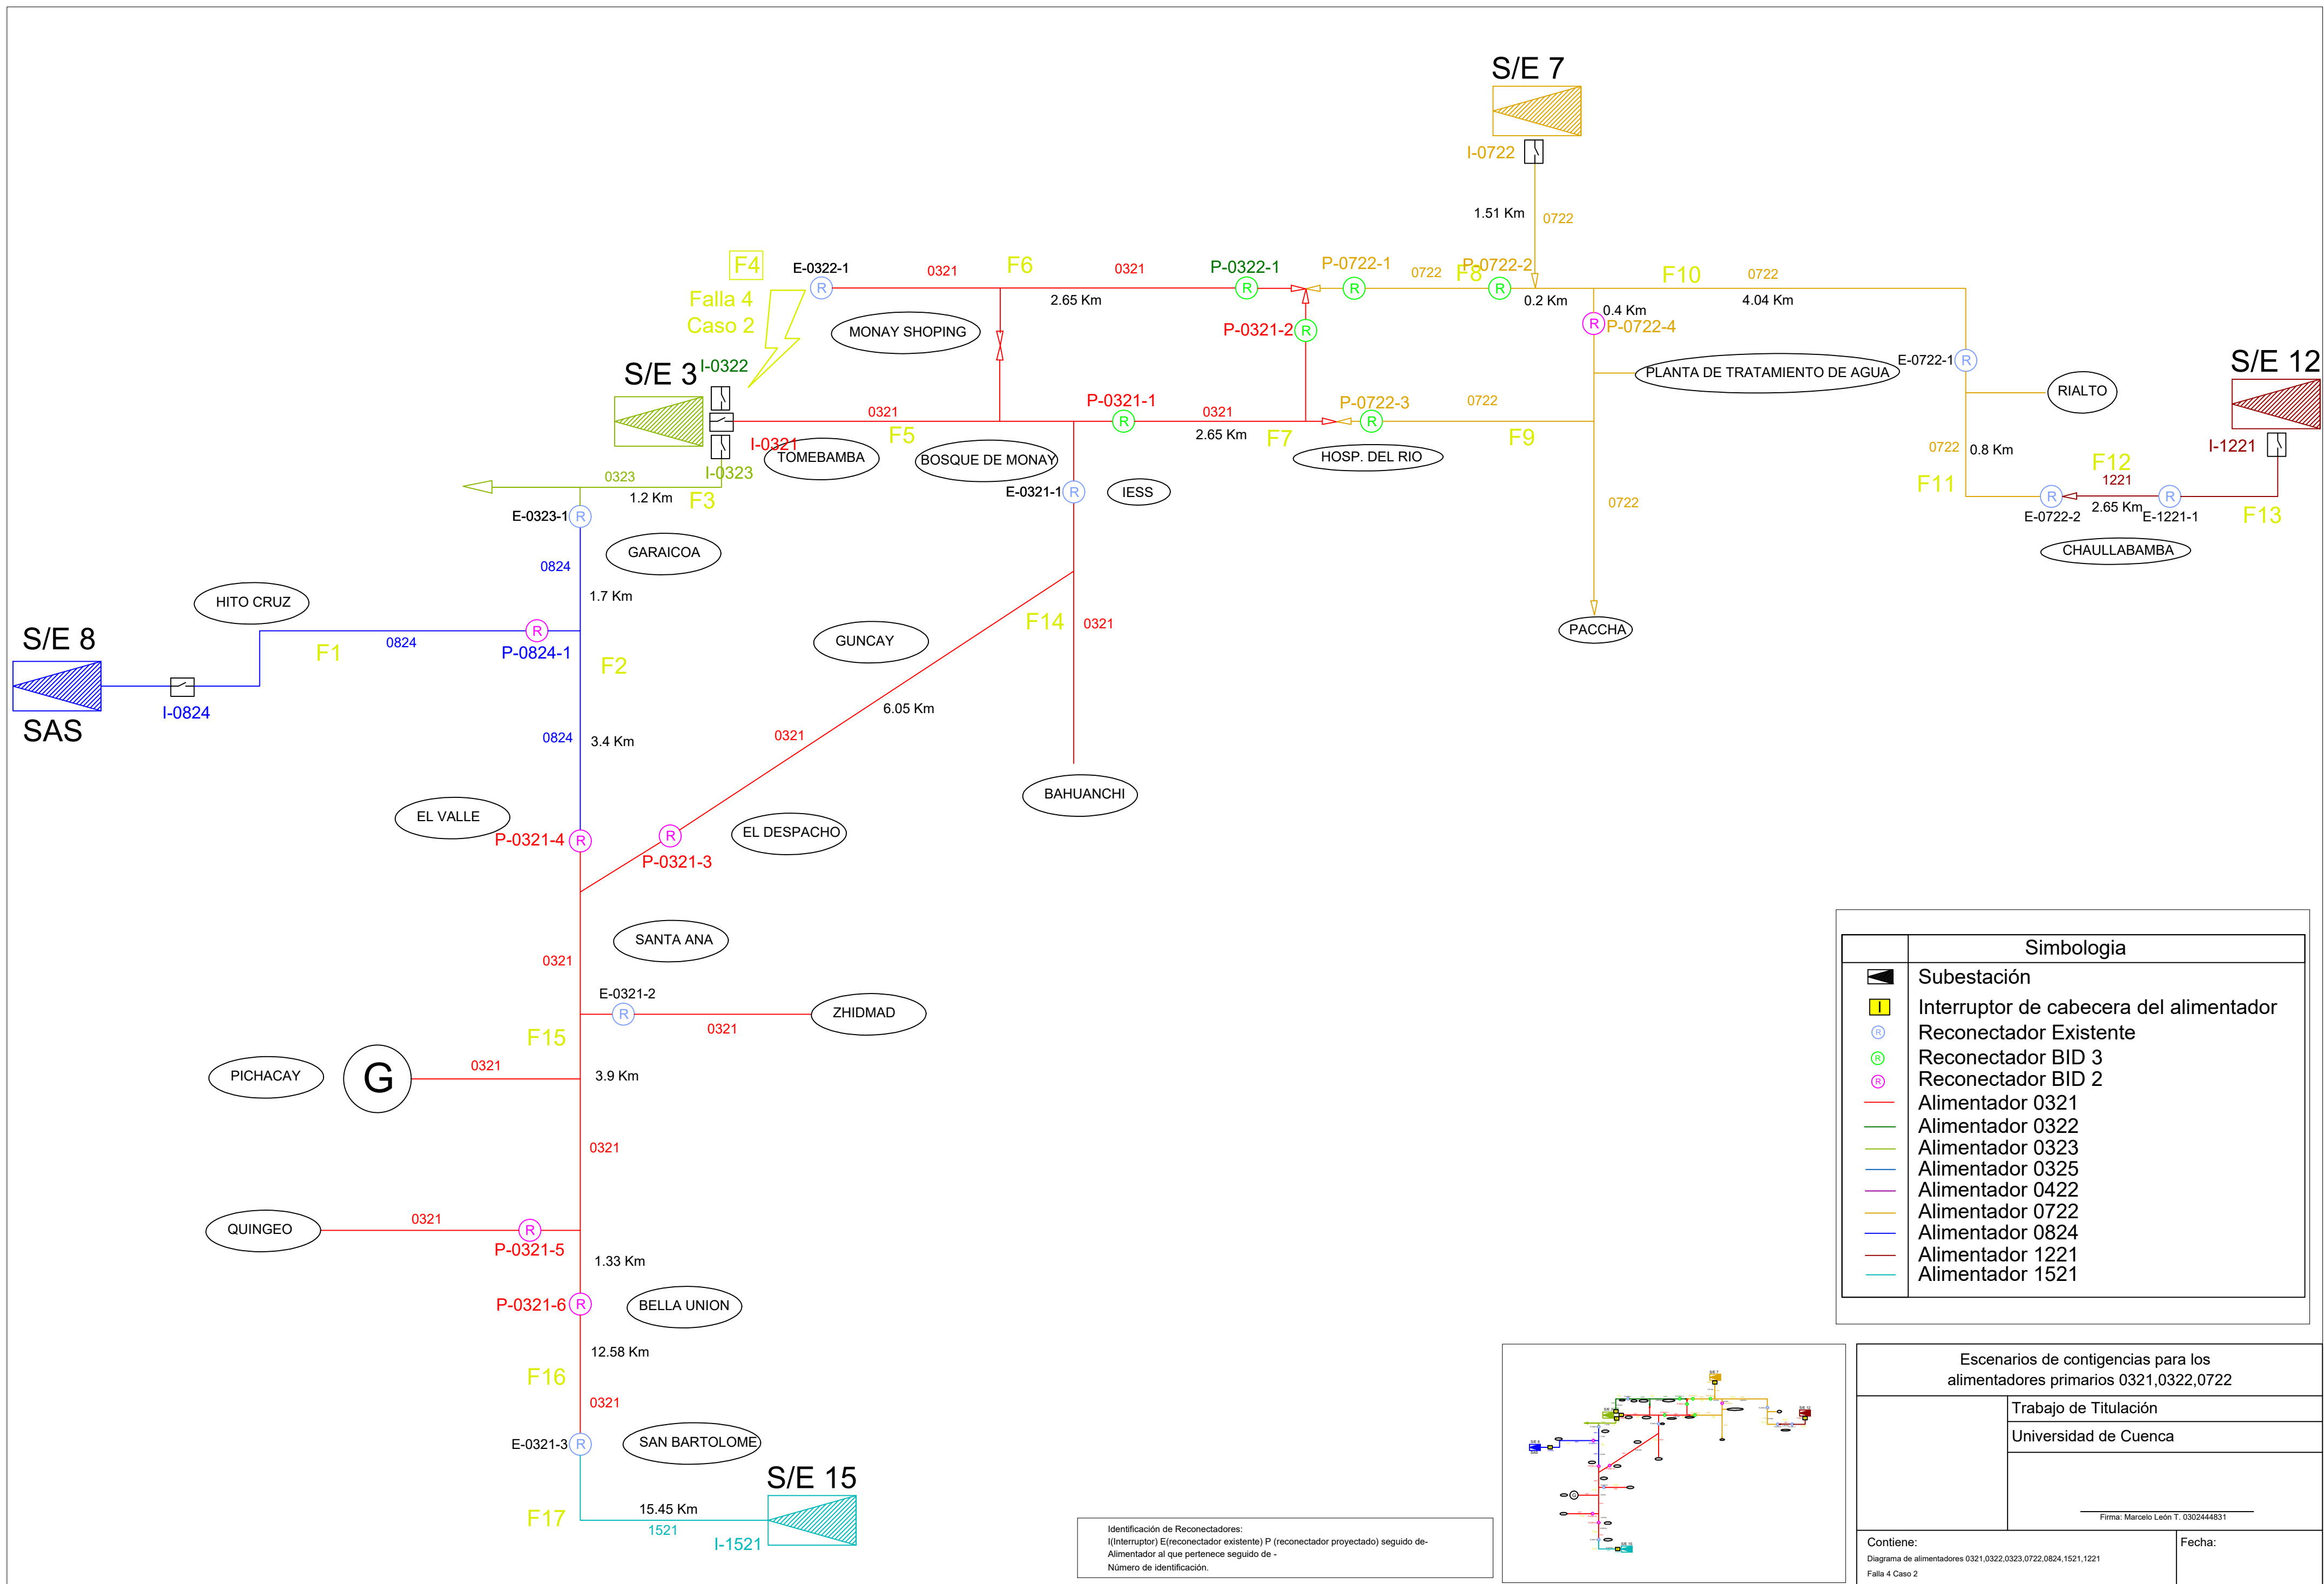 S/E 7
I-0722
1.51 Km
0722
F4
E-0322-1
R
0321
F6
0321
P-0322-1
R
P-0722-1
R
0722
P-0722-2
F8
R
F10
0722
Falla 4
Caso 2
2.65 Km
0.2 Km
4.04 Km
0.4 Km
MONAY SHOPING
P-0321-2
R
R
P-0722-4
S/E 3
I-0322
PLANTA DE TRATAMIENTO DE AGUA
E-0722-1
R
S/E 12
RIALTO
0321
P-0321-1
R
0321
P-0722-3
R
0722
F5
2.65 Km
F7
F9
I-0321
TOMEBAMBA
BOSQUE DE MONAY
HOSP. DEL RIO
0722
0.8 Km
I-1221
I-0323
0323
1.2 Km
F3
E-0321-1
R
IESS
F11
F12
1221
R
R
2.65 Km
E-0722-2
E-1221-1
F13
0722
E-0323-1
R
GARAICOA
CHAULLABAMBA
0824
1.7 Km
HITO CRUZ
S/E 8
F1
0824
R
P-0824-1
F2
GUNCAY
F14
0321
PACCHA
I-0824
SAS
6.05 Km
0824
3.4 Km
0321
BAHUANCHI
EL VALLE
P-0321-4
R
R
EL DESPACHO
P-0321-3
SANTA ANA
0321
E-0321-2
R
0321
ZHIDMAD
F15
PICHACAY
G
0321
3.9 Km
0321
QUINGEO
0321
R
P-0321-5
1.33 Km
P-0321-6
R
BELLA UNION
12.58 Km
F16
0321
E-0321-3
R
SAN BARTOLOME
S/E 15
F17
15.45 Km
1521
I-1521
Simbologia
Subestación
I
Interruptor de cabecera del alimentador
R
Reconectador Existente
R
Reconectador BID 3
R
Reconectador BID 2
Alimentador 0321
Alimentador 0322
Alimentador 0323
Alimentador 0325
Alimentador 0422
Alimentador 0722
Alimentador 0824
Alimentador 1221
Alimentador 1521
Identificación de Reconectadores:
I(Interruptor) E(reconectador existente) P (reconectador proyectado) seguido de-
Alimentador al que pertenece seguido de -
Número de identificación.
Escenarios de contigencias para los
alimentadores primarios 0321,0322,0722
Trabajo de Titulación
Universidad de Cuenca
Firma: Marcelo León T. 0302444831
Contiene:
Fecha:
Diagrama de alimentadores 0321,0322,0323,0722,0824,1521,1221
Falla 4 Caso 2